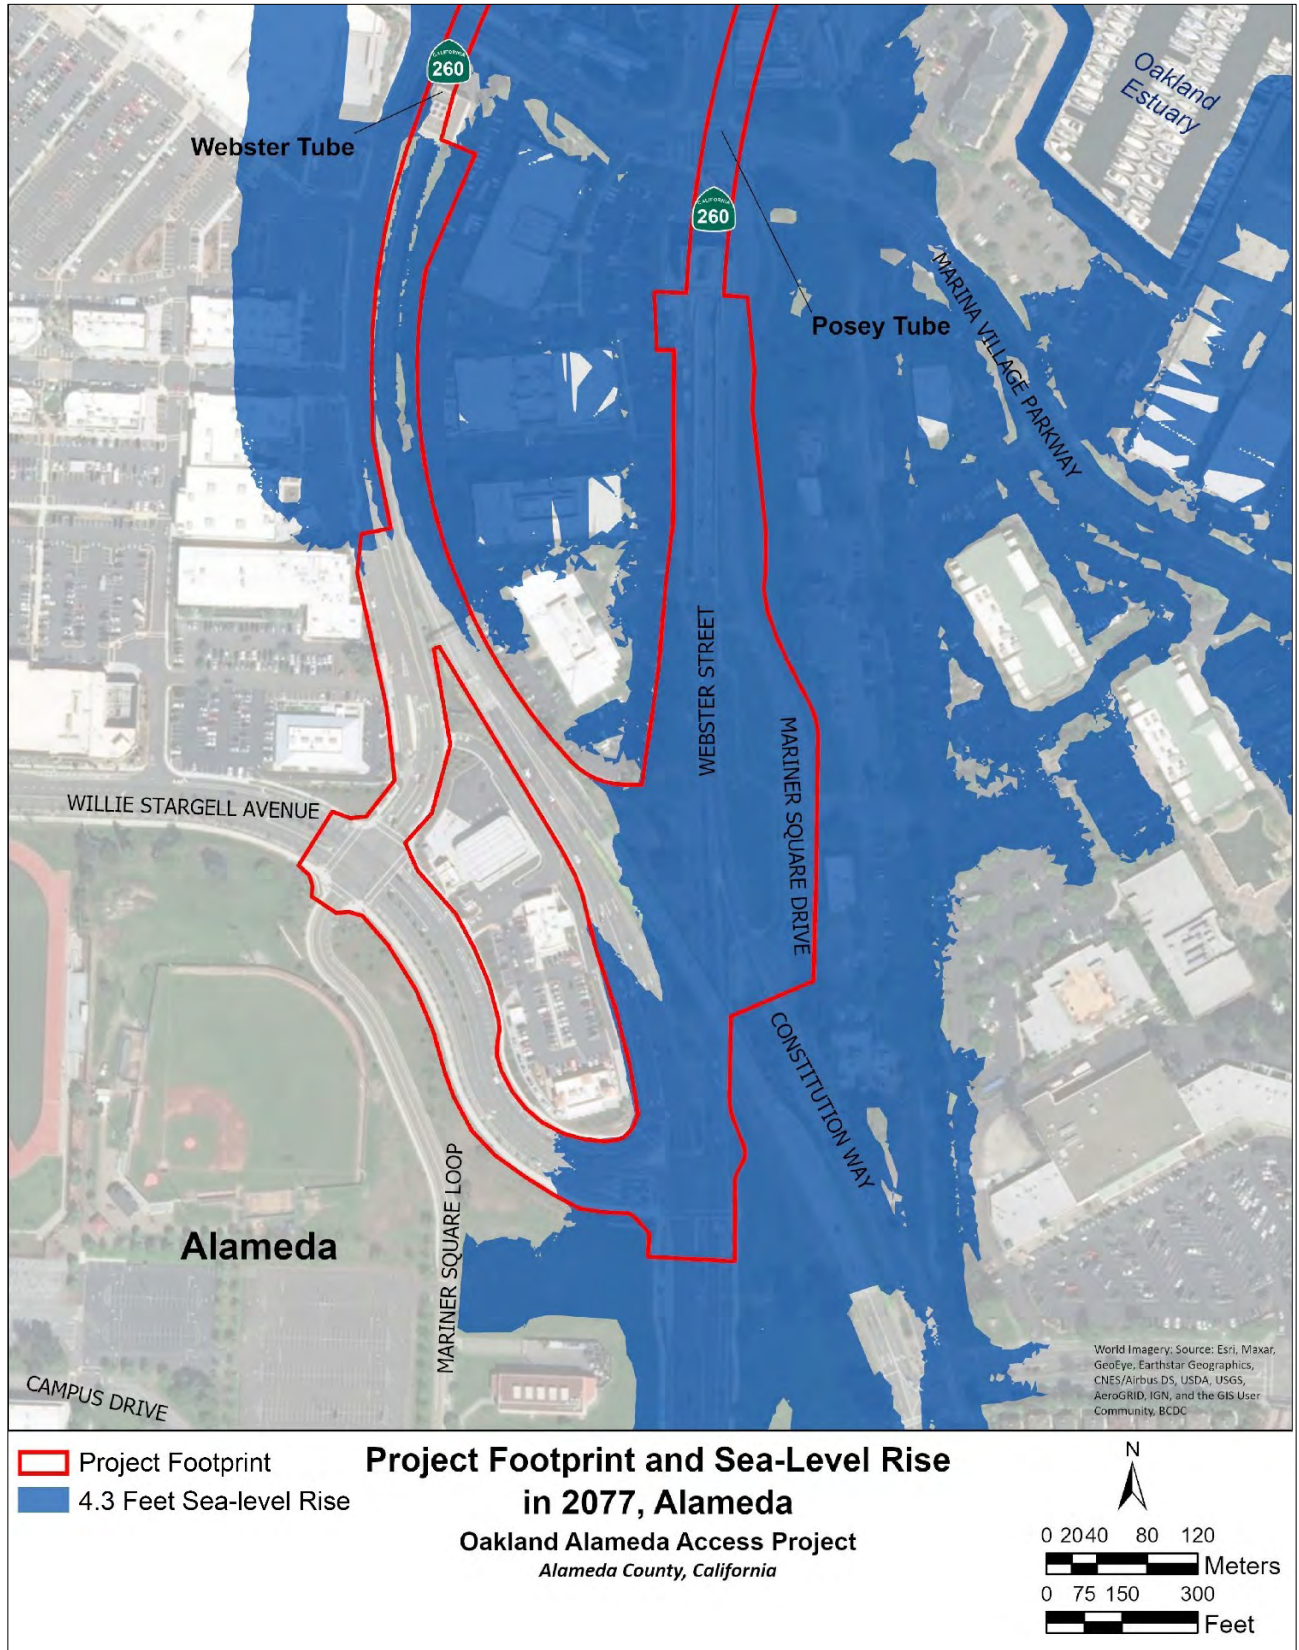 CALIFORNIA
260
Webster Tube
Oakland
Estuary
CALIFORNIA
260
Posey Tube
MARINA VILLAGE PARKWAY
WEBSTER STREET
MARINER SQUARE DRIVE
WILLIE STARGELL AVENUE
CONSTITUTION WAY
MARINER SQUARE LOOP
Alameda
CAMPUS DRIVE
World Imagery: Source: Esri, Maxar,
GeoEye, Earthstar Geographics,
CNES/Airbus DS, USDA, USGS,
AeroGRID, IGN, and the GIS User
Community, BCDC
Project Footprint
4.3 Feet Sea-level Rise
Project Footprint and Sea-Level Rise
in 2077, Alameda
Oakland Alameda Access Project
Alameda County, California
N
0 20 40 80 120
Meters
0 75 150 300
Feet